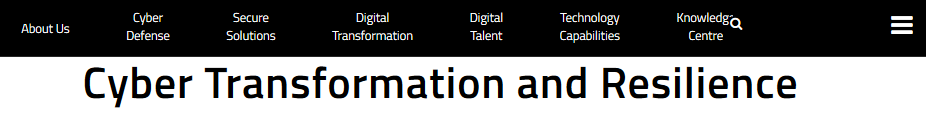 About Us
Cyber
Defense
Secure
Solutions
Digital
Transformation
Digital
Talent
Technology
Capabilities
Knowledge
Centre
Cyber Transformation and Resilience